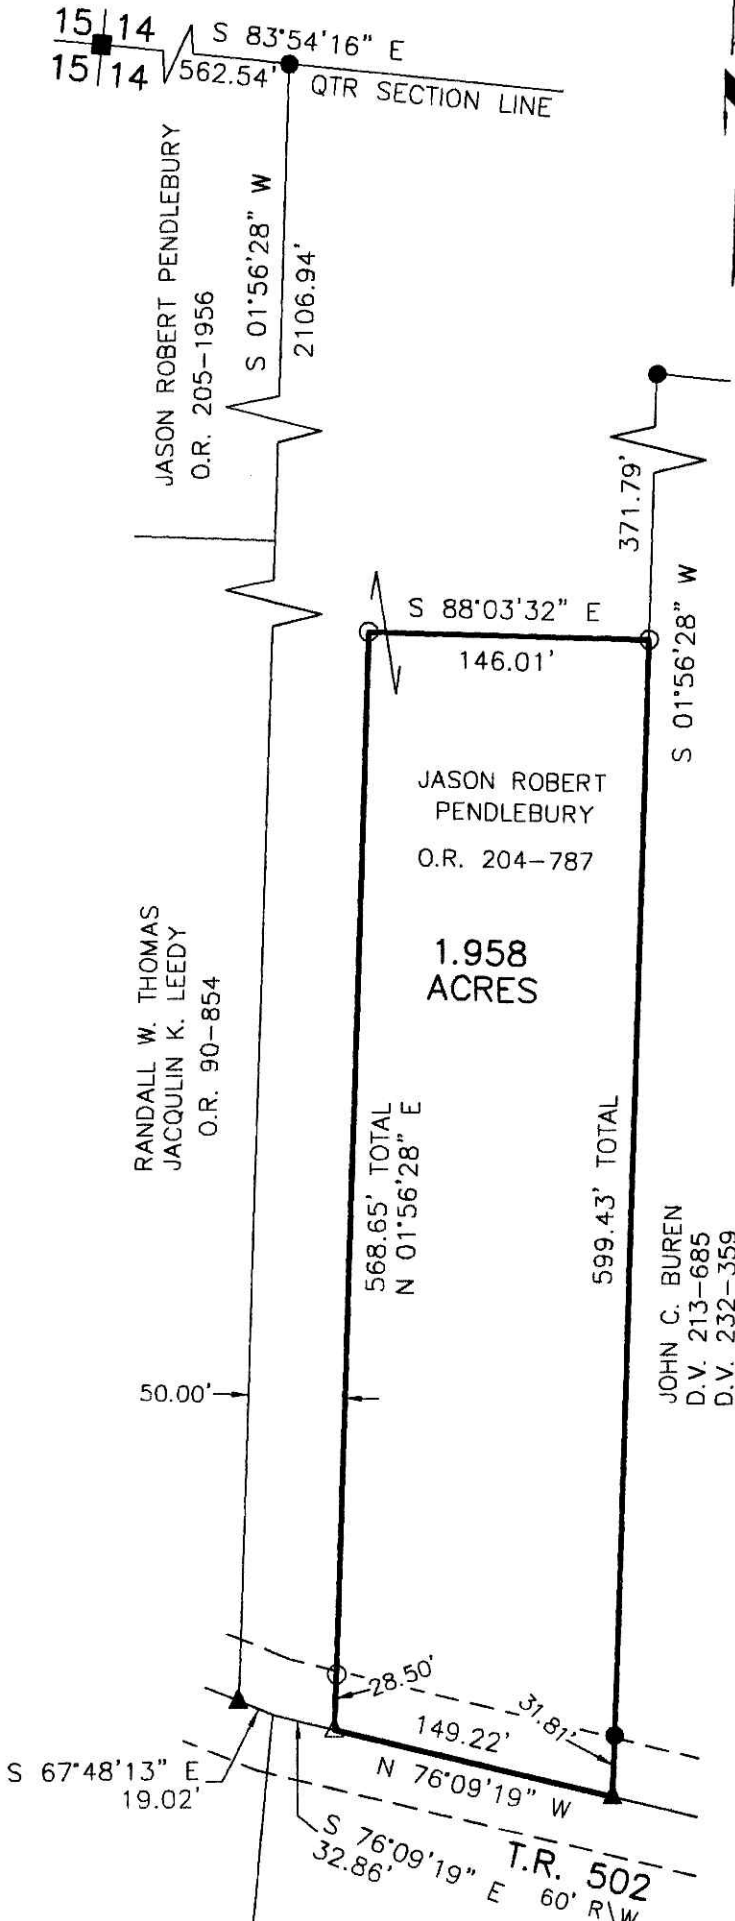 15 14
15 14
S 83°54'16" E
562.54'
QTR SECTION LINE
JASON ROBERT PENDLEBURY
O.R. 205-1956
S 01°56'28" W
2106.94'
371.79'
S 01°56'28" W
S 88°03'32" E
146.01'
JASON ROBERT
PENDLEBURY
O.R. 204-787
1.958
ACRES
RANDALL W. THOMAS
JACQULIN K. LEEDY
O.R. 90-854
568.65' TOTAL
N 01°56'28" E
599.43' TOTAL
JOHN C. BUREN
D.V. 213-685
D.V. 232-359
50.00'
28.50'
31.81'
149.22'
N 76°09'19" W
S 67°48'13" E
19.02'
S 76°09'19" E
32.86'
T.R. 502
60' R\W